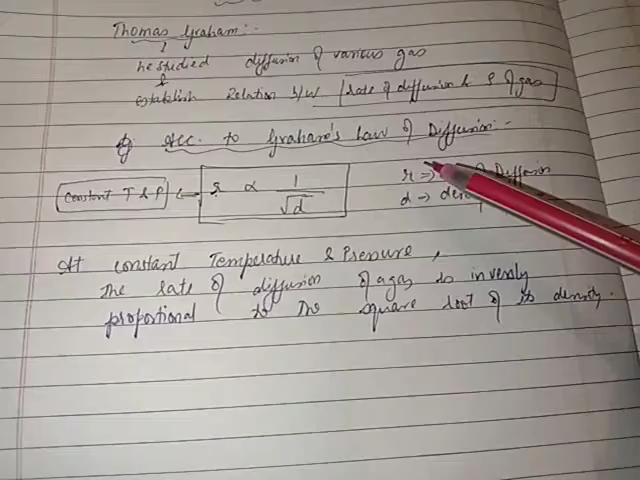 Thomas Graham:-
he studied diffusion of various gas
&
establish Relation b/w rate of diffusion & ρ of gas
Acc. to Graham's Law of Diffusion:-
Constant T & P ← r ∝ 1/√d
r → Diffusion
d →
At constant Temperature & Pressure,
the rate of diffusion of a gas is inversly
proportional to the square root of its density.